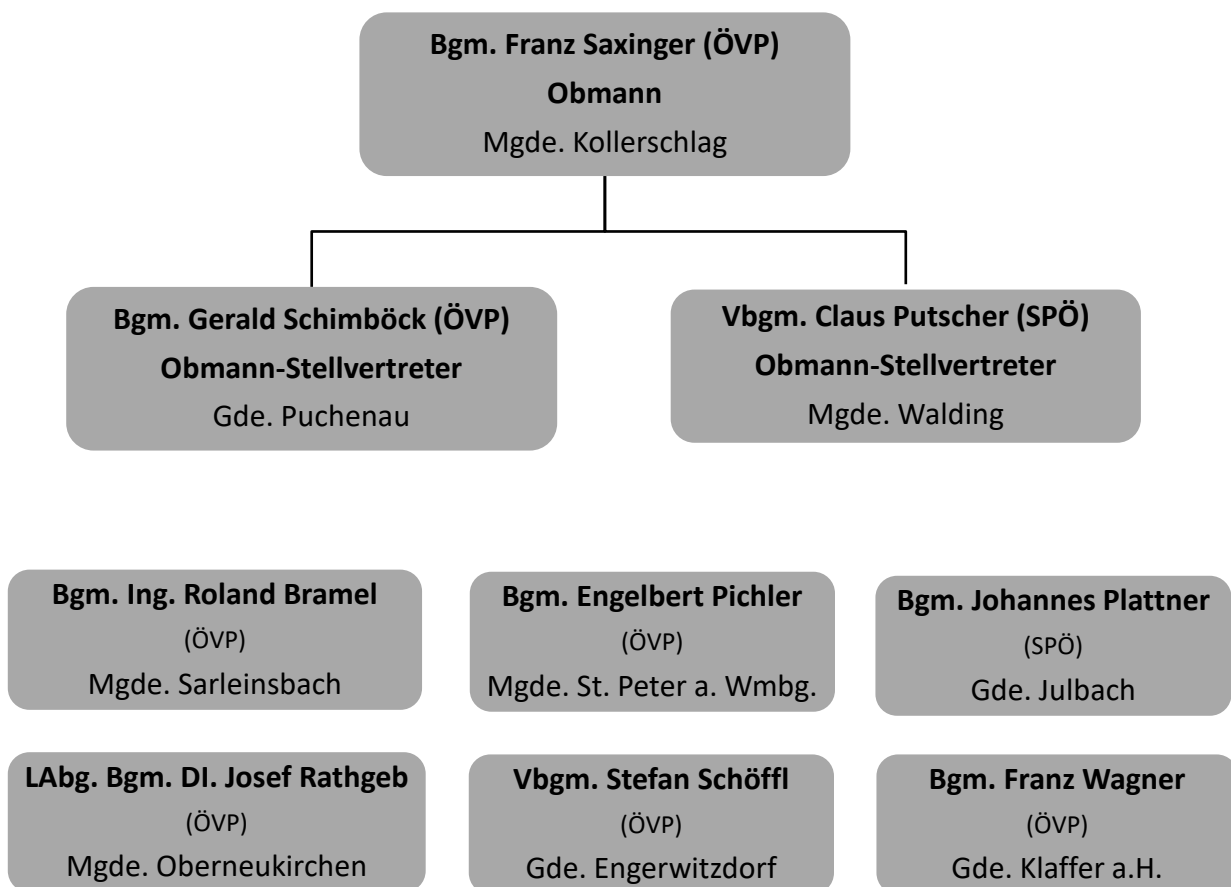 Bgm. Franz Saxinger (ÖVP)
Obmann
Mgde. Kollerschlag
Bgm. Gerald Schimböck (ÖVP)
Obmann-Stellvertreter
Gde. Puchenau
Vbgm. Claus Putscher (SPÖ)
Obmann-Stellvertreter
Mgde. Walding
Bgm. Ing. Roland Bramel
(ÖVP)
Mgde. Sarleinsbach
Bgm. Engelbert Pichler
(ÖVP)
Mgde. St. Peter a. Wmbg.
Bgm. Johannes Plattner
(SPÖ)
Gde. Julbach
LAbg. Bgm. DI. Josef Rathgeb
(ÖVP)
Mgde. Oberneukirchen
Vbgm. Stefan Schöffl
(ÖVP)
Gde. Engerwitzdorf
Bgm. Franz Wagner
(ÖVP)
Gde. Klaffer a.H.